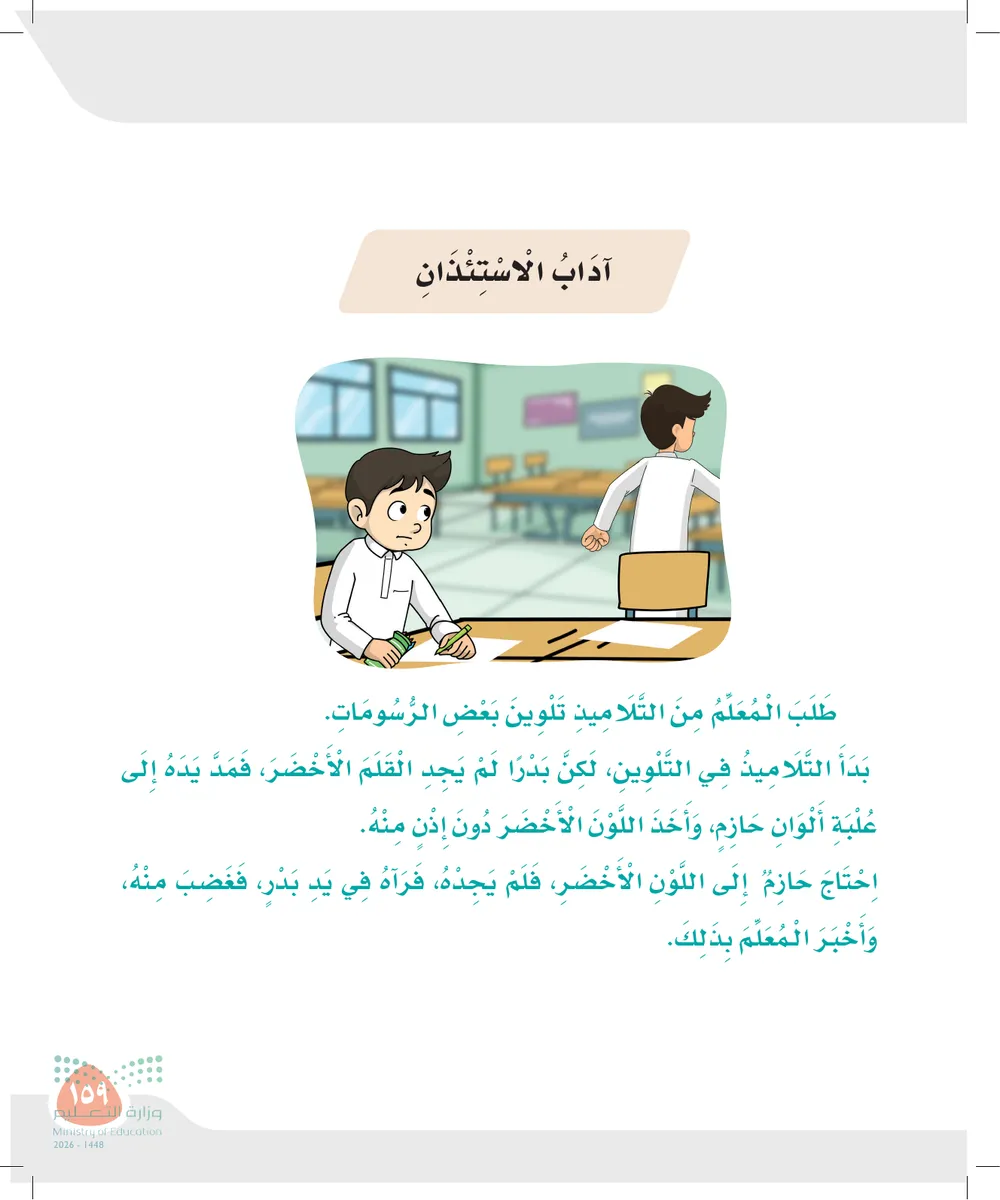 آدَابُ الْاسْتِئْذَانِ
طَلَبَ الْمُعَلِّمُ مِنَ التَّلَامِيذِ تَلْوِينَ بَعْضِ الرُّسُومَاتِ.
بَدَأَ التَّلَامِيذُ فِي التَّلْوِينِ، لَكِنَّ بَدْرًا لَمْ يَجِدِ الْقَلَمَ الْأَخْضَرَ، فَمَدَّ يَدَهُ إِلَى
عُلْبَةِ أَلْوَانِ حَازِمٍ، وَأَخَذَ اللَّوْنَ الْأَخْضَرَ دُونَ إِذْنٍ مِنْهُ.
اِحْتَاجَ حَازِمٌ إِلَى اللَّوْنِ الْأَخْضَرِ، فَلَمْ يَجِدْهُ، فَرَآهُ فِي يَدِ بَدْرٍ، فَغَضِبَ مِنْهُ،
وَأَخْبَرَ الْمُعَلِّمَ بِذَلِكَ.
١٥٩
وزارة التعليم
Ministry of Education
2026 - 1448